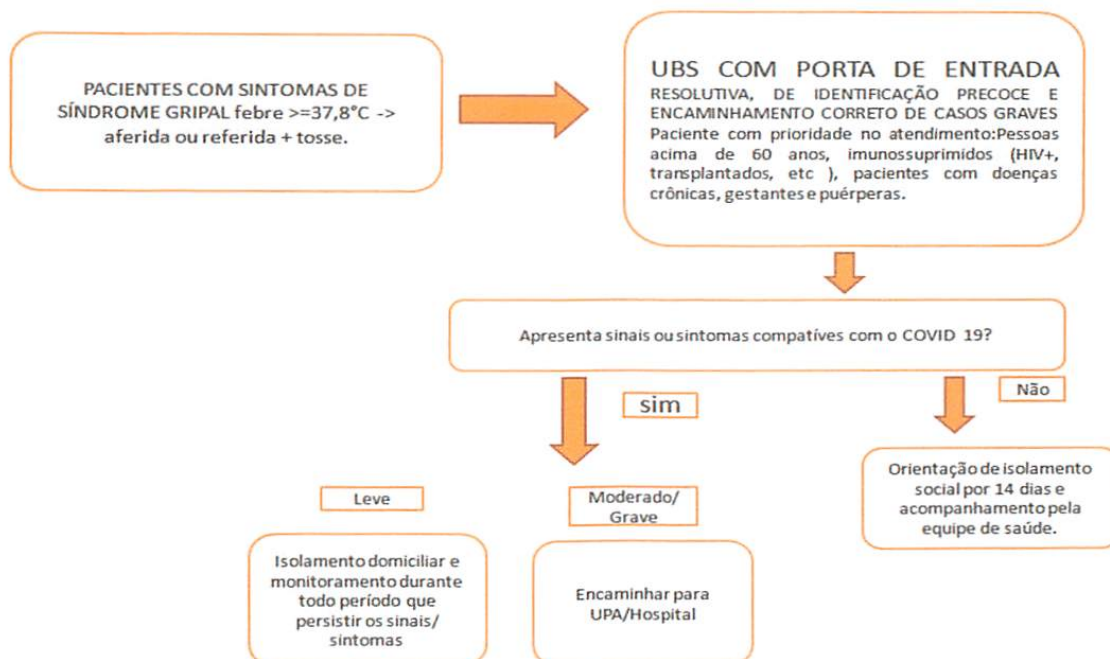 PACIENTES COM SINTOMAS DE
SÍNDROME GRIPAL febre >=37,8°C ->
aferida ou referida + tosse.
UBS COM PORTA DE ENTRADA
RESOLUTIVA, DE IDENTIFICAÇÃO PRECOCE E
ENCAMINHAMENTO CORRETO DE CASOS GRAVES
Paciente com prioridade no atendimento:Pessoas
acima de 60 anos, imunossuprimidos (HIV+,
transplantados, etc ), pacientes com doenças
crônicas, gestantes e puérperas.
Apresenta sinais ou sintomas compatíves com o COVID 19?
sim
Não
Leve
Moderado/
Grave
Orientação de isolamento
social por 14 dias e
acompanhamento pela
equipe de saúde.
Isolamento domiciliar e
monitoramento durante
todo período que
persistir os sinais/
sintomas
Encaminhar para
UPA/Hospital